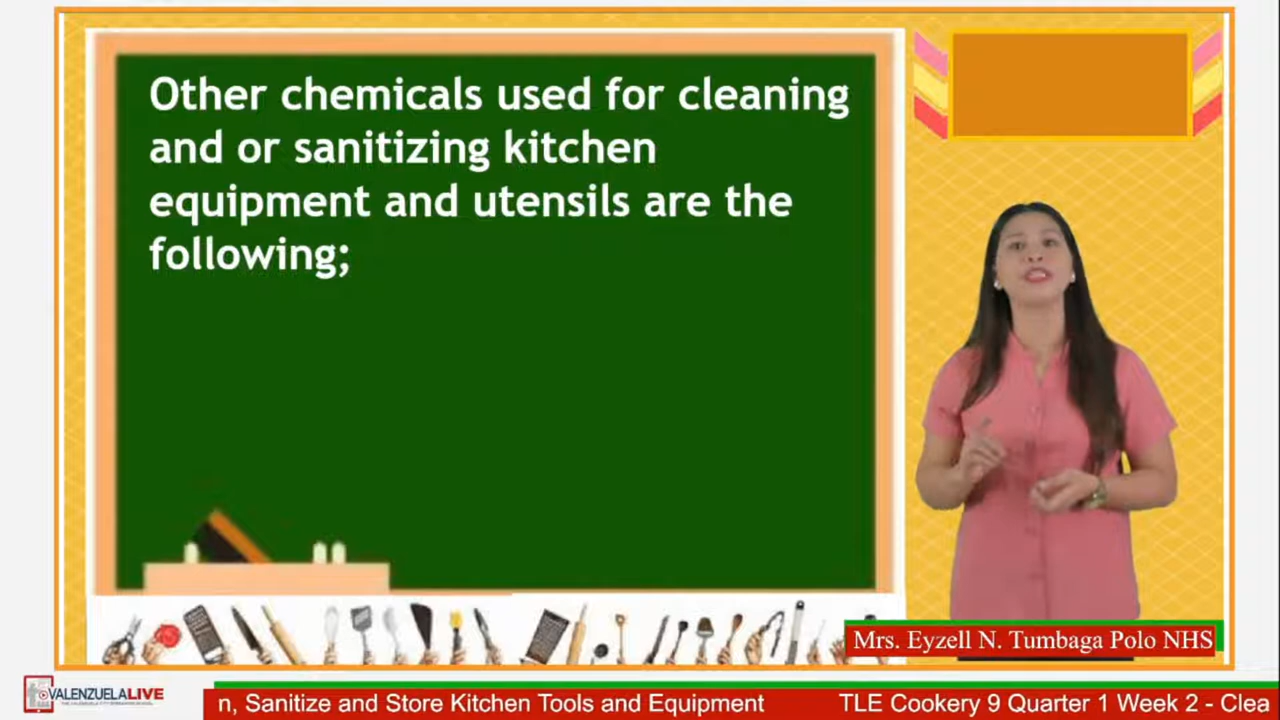 Other chemicals used for cleaning
and or sanitizing kitchen
equipment and utensils are the
following;
Mrs. Eyzell N. Tumbaga Polo NHS
VALENZUELALIVE
n, Sanitize and Store Kitchen Tools and Equipment
TLE Cookery 9 Quarter 1 Week 2 - Clea